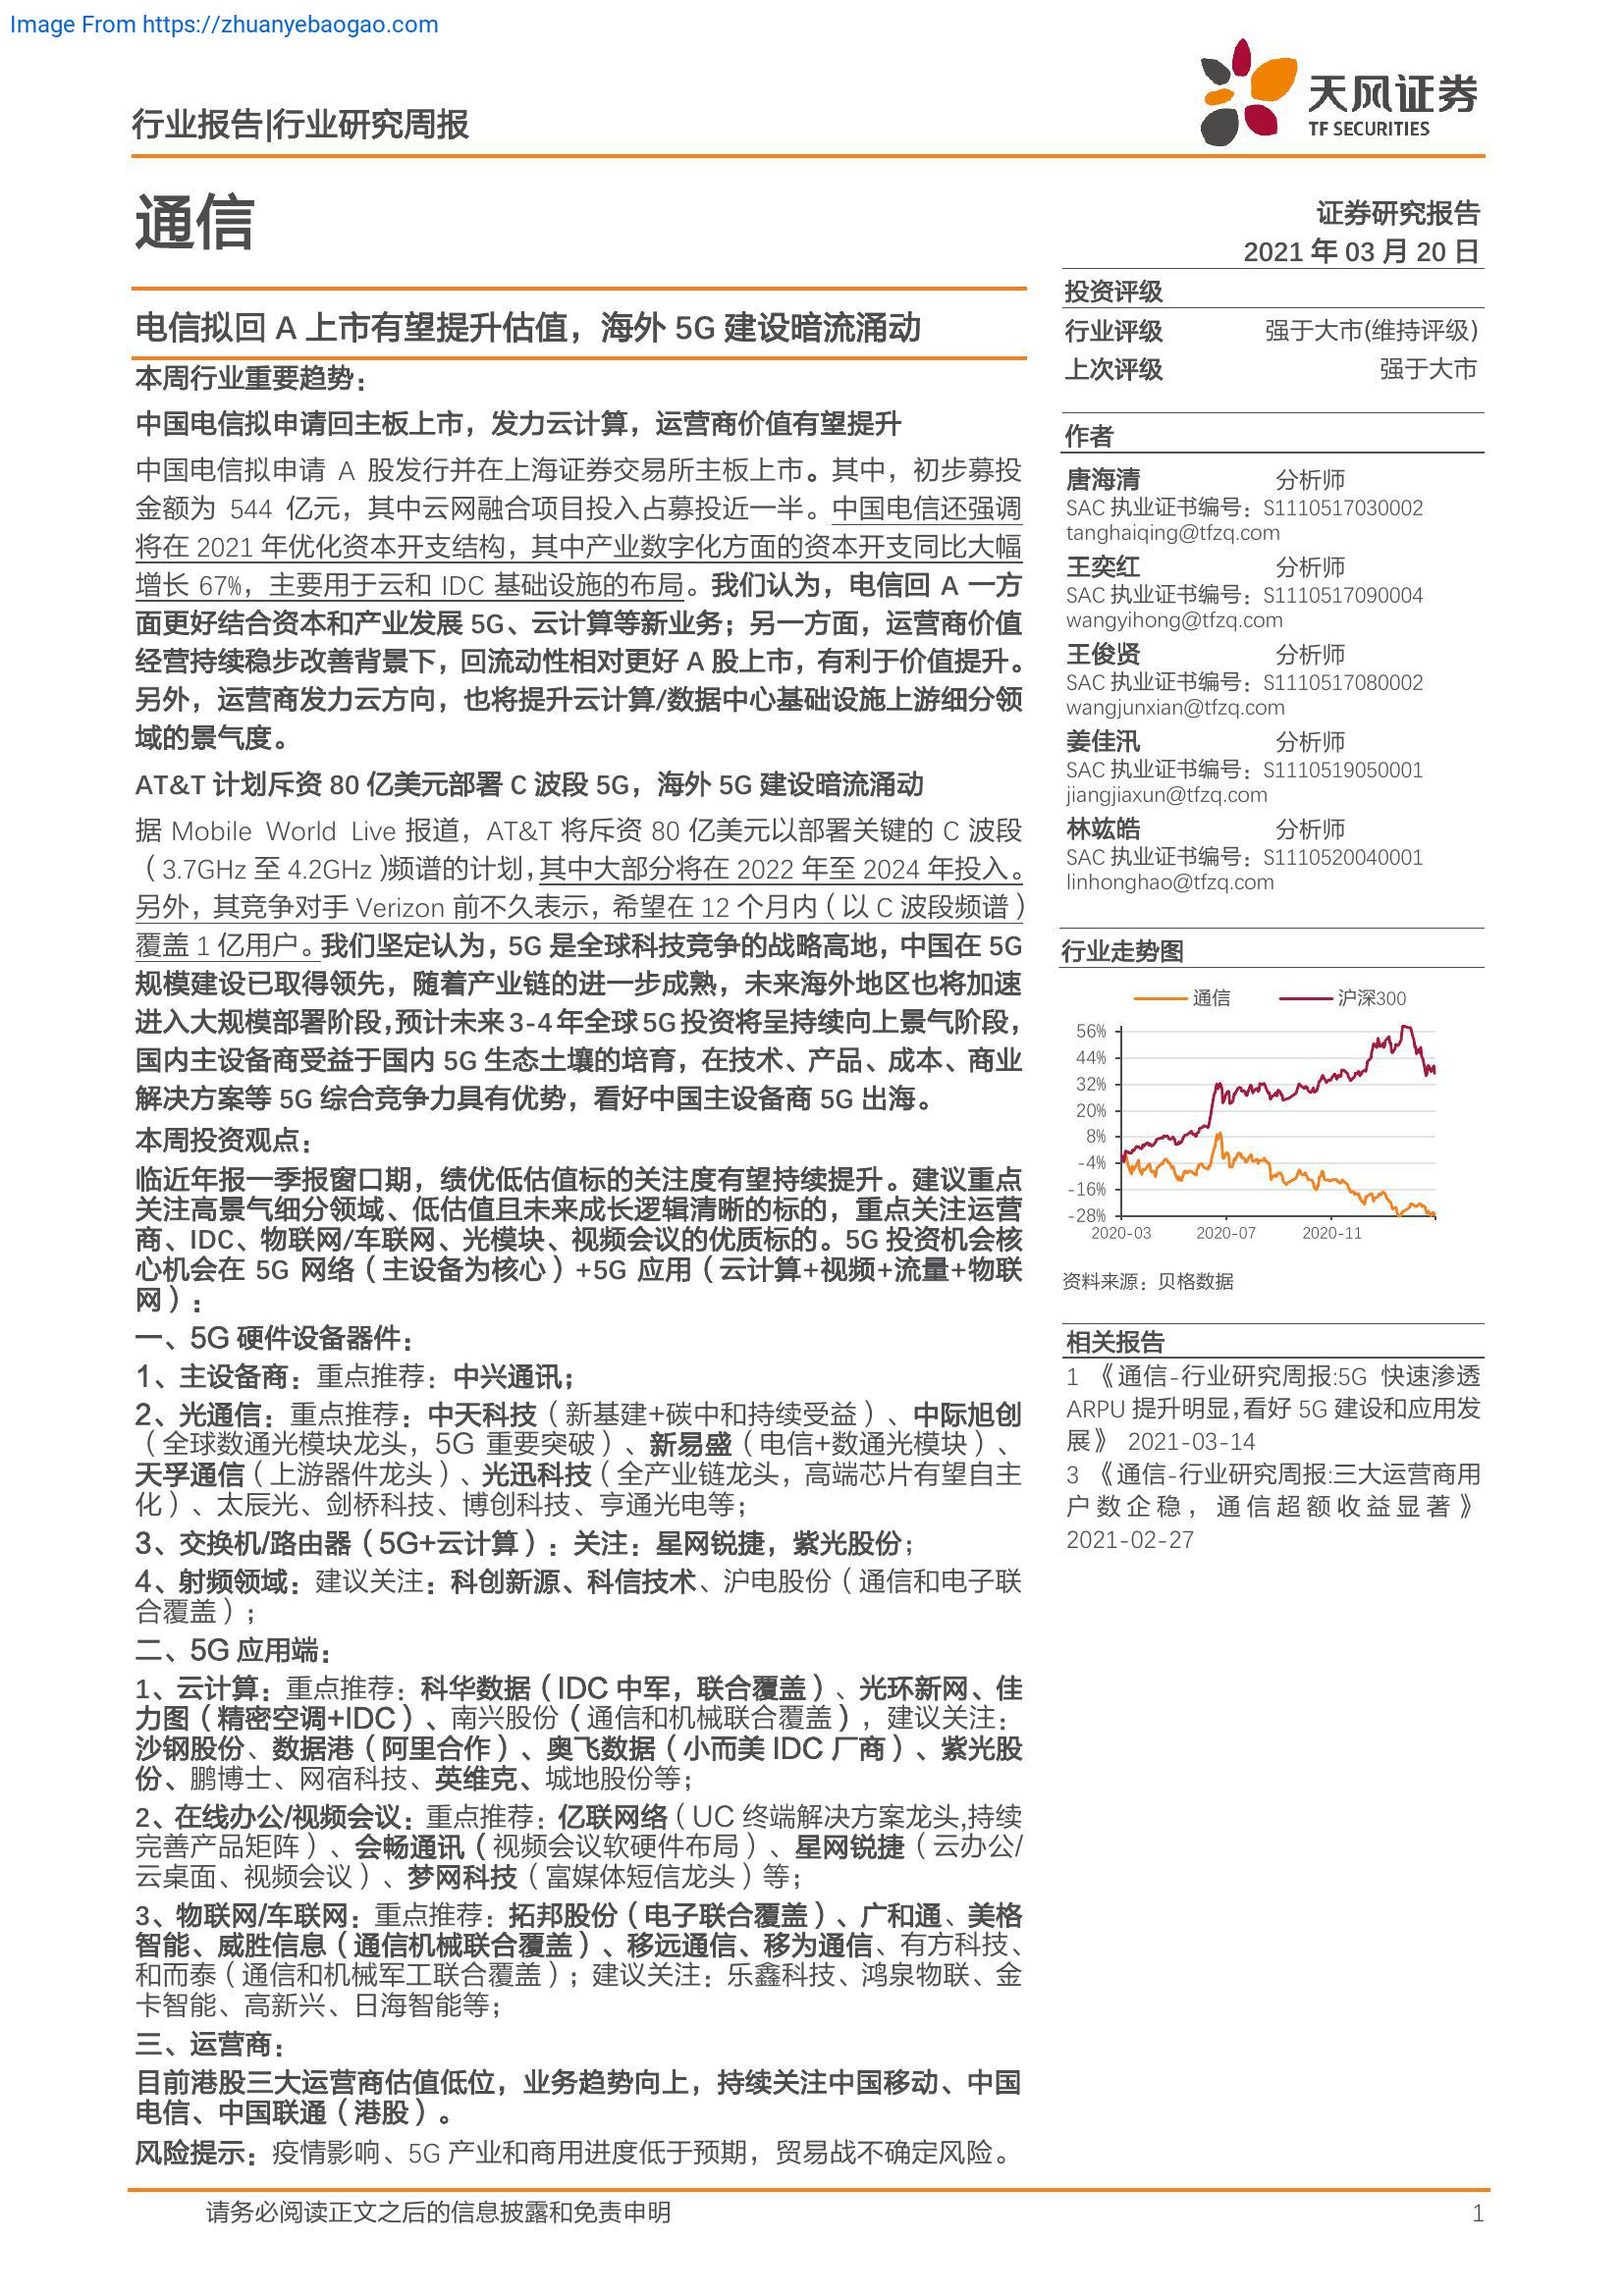 Image From https://zhuanyebaogao.com
行业报告|行业研究周报
天风证券
TF SECURITIES
通信
证券研究报告
2021 年 03 月 20 日
电信拟回 A 上市有望提升估值，海外 5G 建设暗流涌动
本周行业重要趋势：
中国电信拟申请回主板上市，发力云计算，运营商价值有望提升
中国电信拟申请 A 股发行并在上海证券交易所主板上市。其中，初步募投
金额为 544 亿元，其中云网融合项目投入占募投近一半。中国电信还强调
将在 2021 年优化资本开支结构，其中产业数字化方面的资本开支同比大幅
增长 67%，主要用于云和 IDC 基础设施的布局。我们认为，电信回 A 一方
面更好结合资本和产业发展 5G、云计算等新业务；另一方面，运营商价值
经营持续稳步改善背景下，回流动性相对更好 A 股上市，有利于价值提升。
另外，运营商发力云方向，也将提升云计算/数据中心基础设施上游细分领
域的景气度。
AT&T 计划斥资 80 亿美元部署 C 波段 5G，海外 5G 建设暗流涌动
据 Mobile World Live 报道，AT&T 将斥资 80 亿美元以部署关键的 C 波段
（3.7GHz 至 4.2GHz）频谱的计划，其中大部分将在 2022 年至 2024 年投入。
另外，其竞争对手 Verizon 前不久表示，希望在 12 个月内（以 C 波段频谱）
覆盖 1 亿用户。我们坚定认为，5G 是全球科技竞争的战略高地，中国在 5G
规模建设已取得领先，随着产业链的进一步成熟，未来海外地区也将加速
进入大规模部署阶段，预计未来 3-4 年全球 5G 投资将呈持续向上景气阶段，
国内主设备商受益于国内 5G 生态土壤的培育，在技术、产品、成本、商业
解决方案等 5G 综合竞争力具有优势，看好中国主设备商 5G 出海。
本周投资观点：
临近年报一季报窗口期，绩优低估值标的关注度有望持续提升。建议重点
关注高景气细分领域、低估值且未来成长逻辑清晰的标的，重点关注运营
商、IDC、物联网/车联网、光模块、视频会议的优质标的。5G 投资机会核
心机会在 5G 网络（主设备为核心）+5G 应用（云计算+视频+流量+物联
网）：
一、5G 硬件设备器件：
1、主设备商：重点推荐：中兴通讯；
2、光通信：重点推荐：中天科技（新基建+碳中和持续受益）、中际旭创
（全球数通光模块龙头，5G 重要突破）、新易盛（电信+数通光模块）、
天孚通信（上游器件龙头）、光迅科技（全产业链龙头，高端芯片有望自主
化）、太辰光、剑桥科技、博创科技、亨通光电等；
3、交换机/路由器（5G+云计算）：关注：星网锐捷，紫光股份；
4、射频领域：建议关注：科创新源、科信技术、沪电股份（通信和电子联
合覆盖）；
二、5G 应用端：
1、云计算：重点推荐：科华数据（IDC 中军，联合覆盖）、光环新网、佳
力图（精密空调+IDC）、南兴股份（通信和机械联合覆盖），建议关注：
沙钢股份、数据港（阿里合作）、奥飞数据（小而美 IDC 厂商）、紫光股
份、鹏博士、网宿科技、英维克、城地股份等；
2、在线办公/视频会议：重点推荐：亿联网络（UC 终端解决方案龙头,持续
完善产品矩阵）、会畅通讯（视频会议软硬件布局）、星网锐捷（云办公/
云桌面、视频会议）、梦网科技（富媒体短信龙头）等；
3、物联网/车联网：重点推荐：拓邦股份（电子联合覆盖）、广和通、美格
智能、威胜信息（通信机械联合覆盖）、移远通信、移为通信、有方科技、
和而泰（通信和机械军工联合覆盖）；建议关注：乐鑫科技、鸿泉物联、金
卡智能、高新兴、日海智能等；
三、运营商：
目前港股三大运营商估值低位，业务趋势向上，持续关注中国移动、中国
电信、中国联通（港股）。
风险提示：疫情影响、5G 产业和商用进度低于预期，贸易战不确定风险。
投资评级
行业评级 强于大市(维持评级)
上次评级 强于大市
作者
唐海清 分析师
SAC 执业证书编号：S1110517030002
tanghaiqing@tfzq.com
王奕红 分析师
SAC 执业证书编号：S1110517090004
wangyihong@tfzq.com
王俊贤 分析师
SAC 执业证书编号：S1110517080002
wangjunxian@tfzq.com
姜佳汛 分析师
SAC 执业证书编号：S1110519050001
jiangjiaxun@tfzq.com
林竑皓 分析师
SAC 执业证书编号：S1110520040001
linhonghao@tfzq.com
行业走势图
通信 沪深300
56%
44%
32%
20%
8%
-4%
-16%
-28%
2020-03 2020-07 2020-11
资料来源：贝格数据
相关报告
1 《通信-行业研究周报:5G 快速渗透
ARPU 提升明显,看好 5G 建设和应用发
展》 2021-03-14
3 《通信-行业研究周报:三大运营商用
户数企稳，通信超额收益显著》
2021-02-27
请务必阅读正文之后的信息披露和免责申明 1